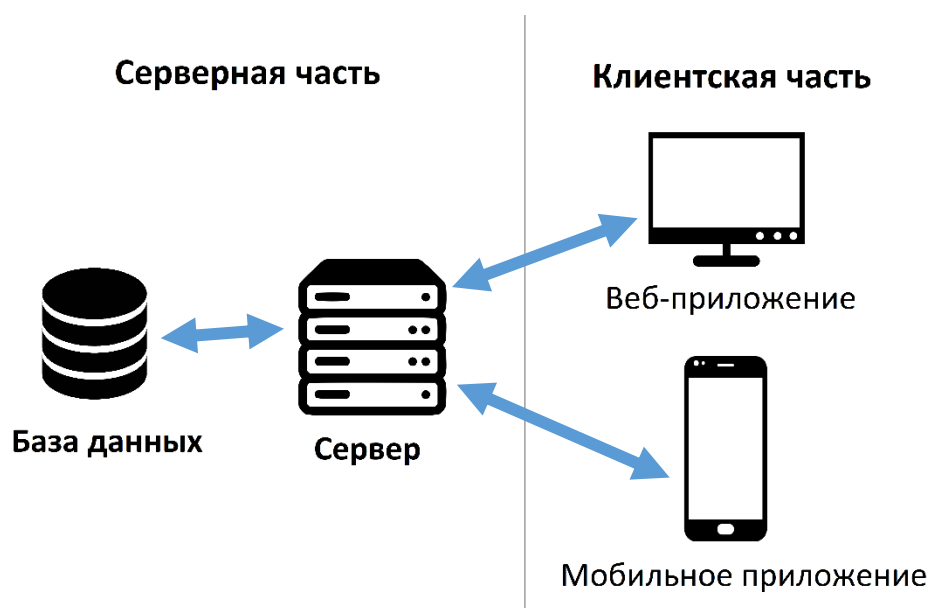 Серверная часть
Клиентская часть
Веб-приложение
База данных
Сервер
Мобильное приложение